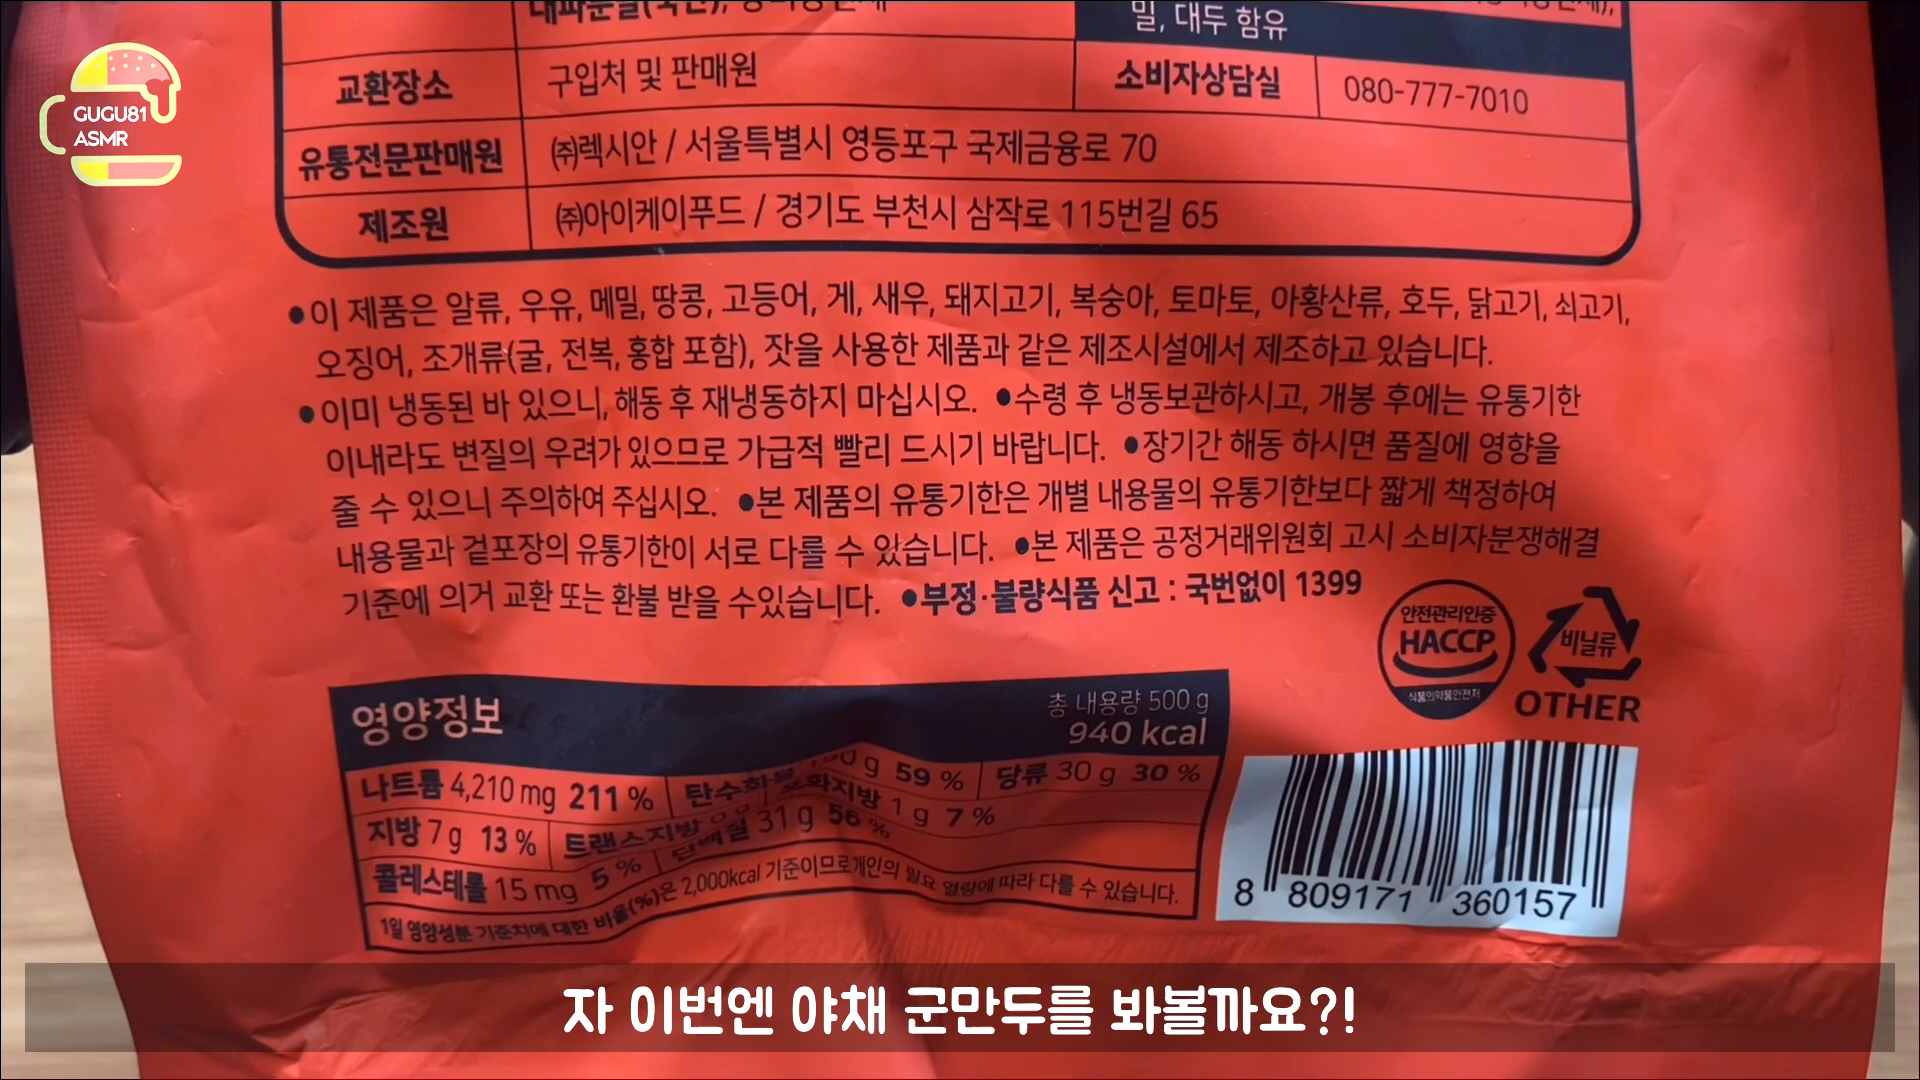 GUGU81
ASMR
밀, 대두 함유
교환장소 구입처 및 판매원 소비자상담실 080-777-7010
유통전문판매원 ㈜렉시안 / 서울특별시 영등포구 국제금융로 70
제조원 ㈜아이케이푸드 / 경기도 부천시 삼작로 115번길 65
●이 제품은 알류, 우유, 메밀, 땅콩, 고등어, 게, 새우, 돼지고기, 복숭아, 토마토, 아황산류, 호두, 닭고기, 쇠고기,
오징어, 조개류(굴, 전복, 홍합 포함), 잣을 사용한 제품과 같은 제조시설에서 제조하고 있습니다.
●이미 냉동된 바 있으니, 해동 후 재냉동하지 마십시오. ●수령 후 냉동보관하시고, 개봉 후에는 유통기한
이내라도 변질의 우려가 있으므로 가급적 빨리 드시기 바랍니다. ●장기간 해동 하시면 품질에 영향을
줄 수 있으니 주의하여 주십시오. ●본 제품의 유통기한은 개별 내용물의 유통기한보다 짧게 책정하여
내용물과 겉포장의 유통기한이 서로 다를 수 있습니다. ●본 제품은 공정거래위원회 고시 소비자분쟁해결
기준에 의거 교환 또는 환불 받을 수있습니다. ●부정·불량식품 신고 : 국번없이 1399
안전관리인증
HACCP
식품의약품안전처
비닐류
OTHER
영양정보 총 내용량 500 g
940 kcal
나트륨 4,210 mg 211 % 탄수화물 59 % 당류 30 g 30 %
지방 7 g 13 % 트랜스지방 포화지방 1 g 7 %
콜레스테롤 15 mg 5 % 단백질 31 g 56 %
1일 영양성분 기준치에 대한 비율(%)은 2,000kcal 기준이므로 개인의 필요 열량에 따라 다를 수 있습니다.
8 809171 360157
자 이번엔 야채 군만두를 봐볼까요?!